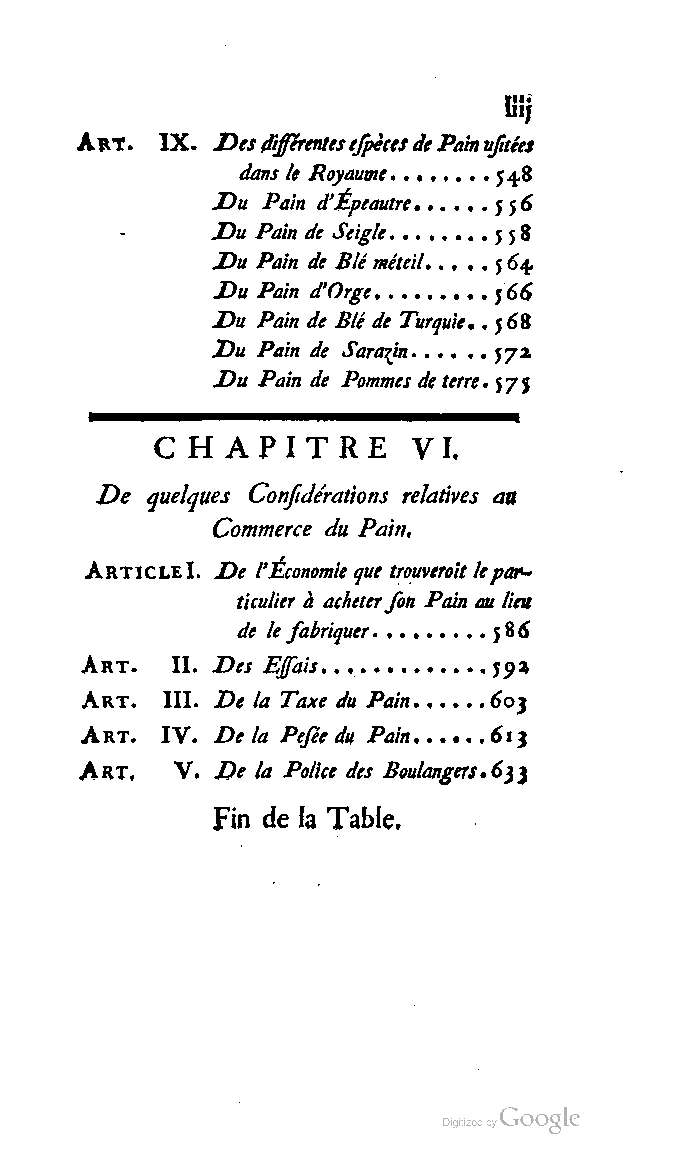 liij
ART. IX. Des différentes eſpèces de Pain uſitées
dans le Royaume........548
Du Pain d'Épeautre......556
Du Pain de Seigle........558
Du Pain de Blé méteil.....564
Du Pain d'Orge.........566
Du Pain de Blé de Turquie..568
Du Pain de Sarazin......572
Du Pain de Pommes de terre.575
CHAPITRE VI.
De quelques Conſidérations relatives au
Commerce du Pain.
ARTICLE I. De l'Économie que trouveroit le par-
ticulier à acheter ſon Pain au lieu
de le fabriquer.........586
ART. II. Des Eſſais.............592
ART. III. De la Taxe du Pain......603
ART. IV. De la Peſée du Pain......613
ART. V. De la Police des Boulangers.633
Fin de la Table.
Digitized by Google